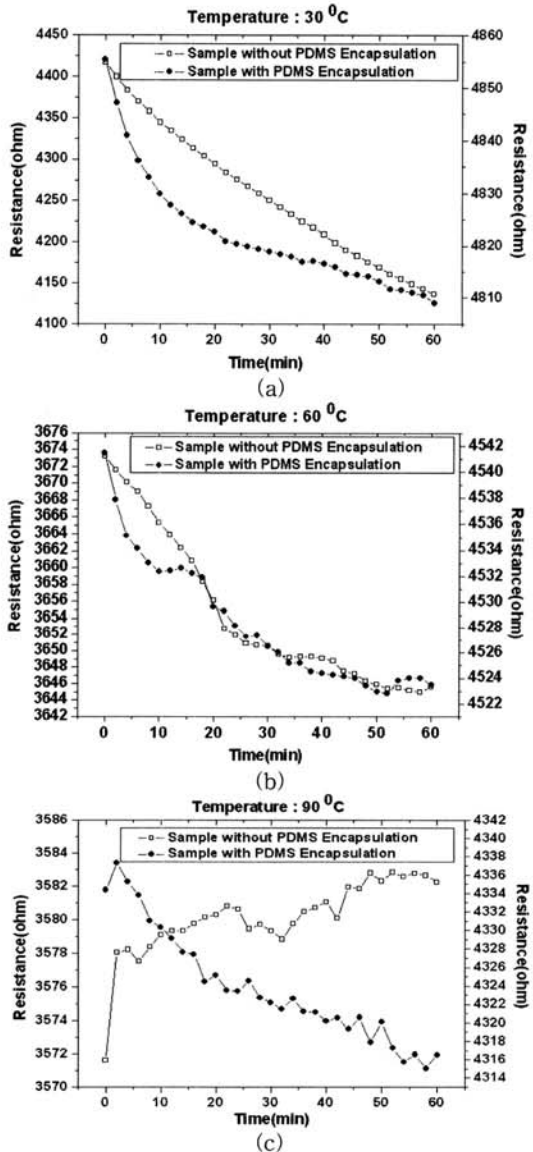 Temperature : 30 ⁰C
Sample without PDMS Encapsulation
Sample with PDMS Encapsulation
Resistance(ohm)
4450
4400
4350
4300
4250
4200
4150
4100
4860
4850
4840
4830
4820
4810
Resistance(ohm)
0 10 20 30 40 50 60
Time(min)
(a)
Temperature : 60 ⁰C
Sample without PDMS Encapsulation
Sample with PDMS Encapsulation
Resistance(ohm)
3676
3674
3672
3670
3668
3666
3664
3662
3660
3658
3656
3654
3652
3650
3648
3646
3644
3642
4542
4540
4538
4536
4534
4532
4530
4528
4526
4524
4522
Resistance(ohm)
0 10 20 30 40 50 60
Time(min)
(b)
Temperature : 90 ⁰C
Sample without PDMS Encapsulation
Sample with PDMS Encapsulation
Resistance(ohm)
3586
3584
3582
3580
3578
3576
3574
3572
3570
4342
4340
4338
4336
4334
4332
4330
4328
4326
4324
4322
4320
4318
4316
4314
Resistance(ohm)
0 10 20 30 40 50 60
Time(min)
(c)